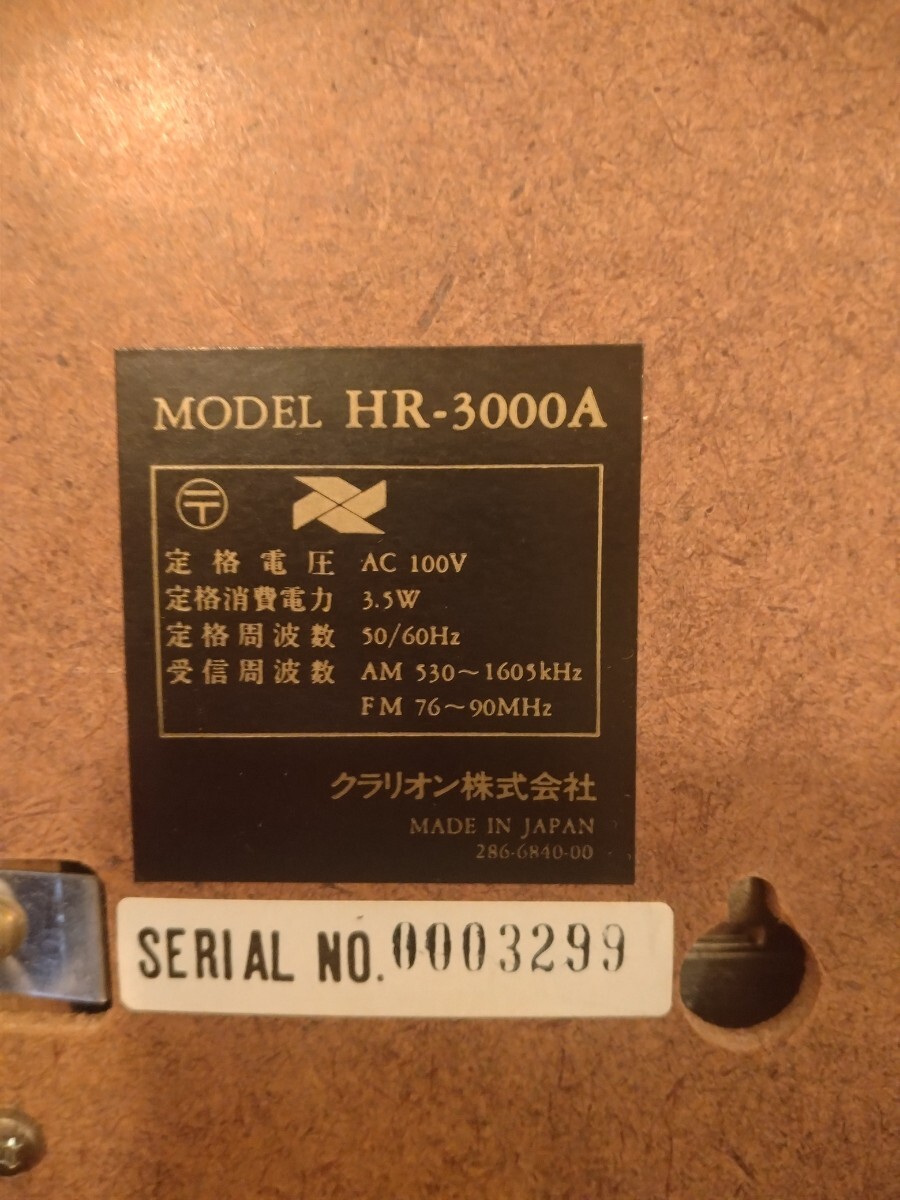 MODEL HR-3000A
〒
定格電圧 AC 100V
定格消費電力 3.5W
定格周波数 50/60Hz
受信周波数 AM 530～1605kHz
FM 76～90MHz
クラリオン株式会社
MADE IN JAPAN
286-6840-00
SERIAL NO. 0003299